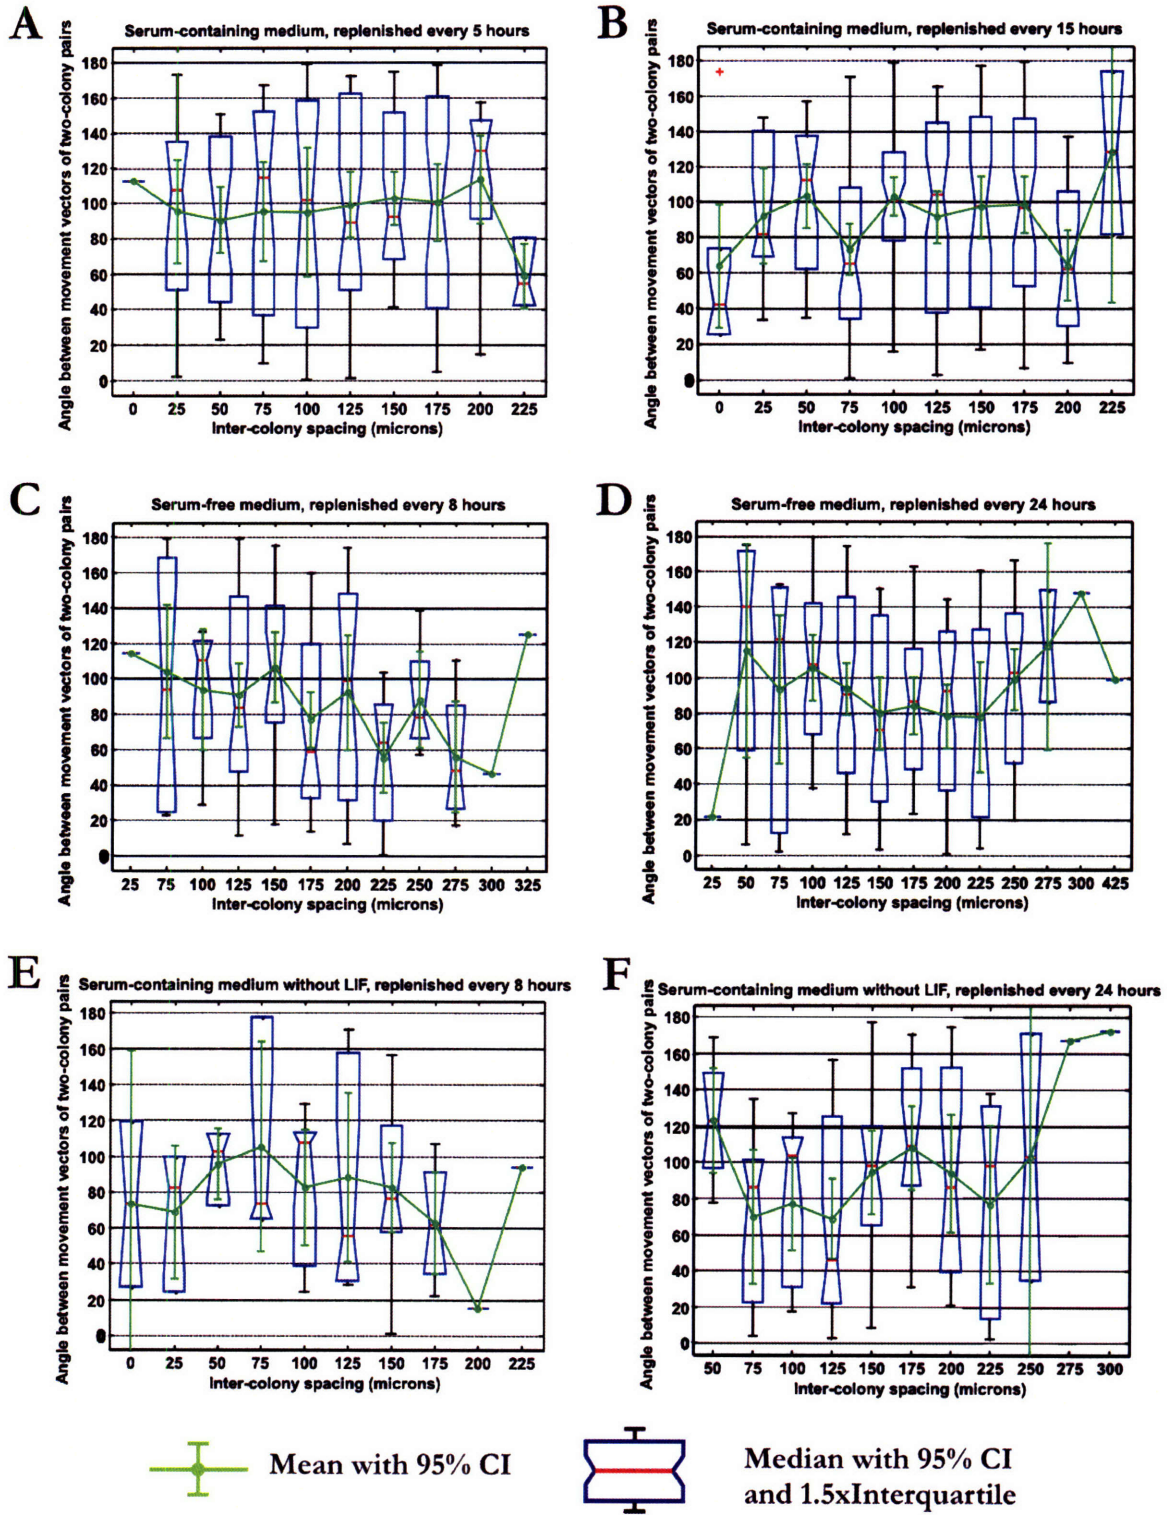 A
Serum-containing medium, replenished every 5 hours
Angle between movement vectors of two-colony pairs
180
160
140
120
100
80
60
40
20
0
0 25 50 75 100 125 150 175 200 225
Inter-colony spacing (microns)
B
Serum-containing medium, replenished every 15 hours
Angle between movement vectors of two-colony pairs
180
160
140
120
100
80
60
40
20
0
0 25 50 75 100 125 150 175 200 225
Inter-colony spacing (microns)
C
Serum-free medium, replenished every 8 hours
Angle between movement vectors of two-colony pairs
180
160
140
120
100
80
60
40
20
0
25 75 100 125 150 175 200 225 250 275 300 325
Inter-colony spacing (microns)
D
Serum-free medium, replenished every 24 hours
Angle between movement vectors of two-colony pairs
180
160
140
120
100
80
60
40
20
0
25 50 75 100 125 150 175 200 225 250 275 300 425
Inter-colony spacing (microns)
E
Serum-containing medium without LIF, replenished every 8 hours
Angle between movement vectors of two-colony pairs
180
160
140
120
100
80
60
40
20
0
0 25 50 75 100 125 150 175 200 225
Inter-colony spacing (microns)
F
Serum-containing medium without LIF, replenished every 24 hours
Angle between movement vectors of two-colony pairs
180
160
140
120
100
80
60
40
20
0
50 75 100 125 150 175 200 225 250 275 300
Inter-colony spacing (microns)
Mean with 95% CI
Median with 95% CI
and 1.5xInterquartile